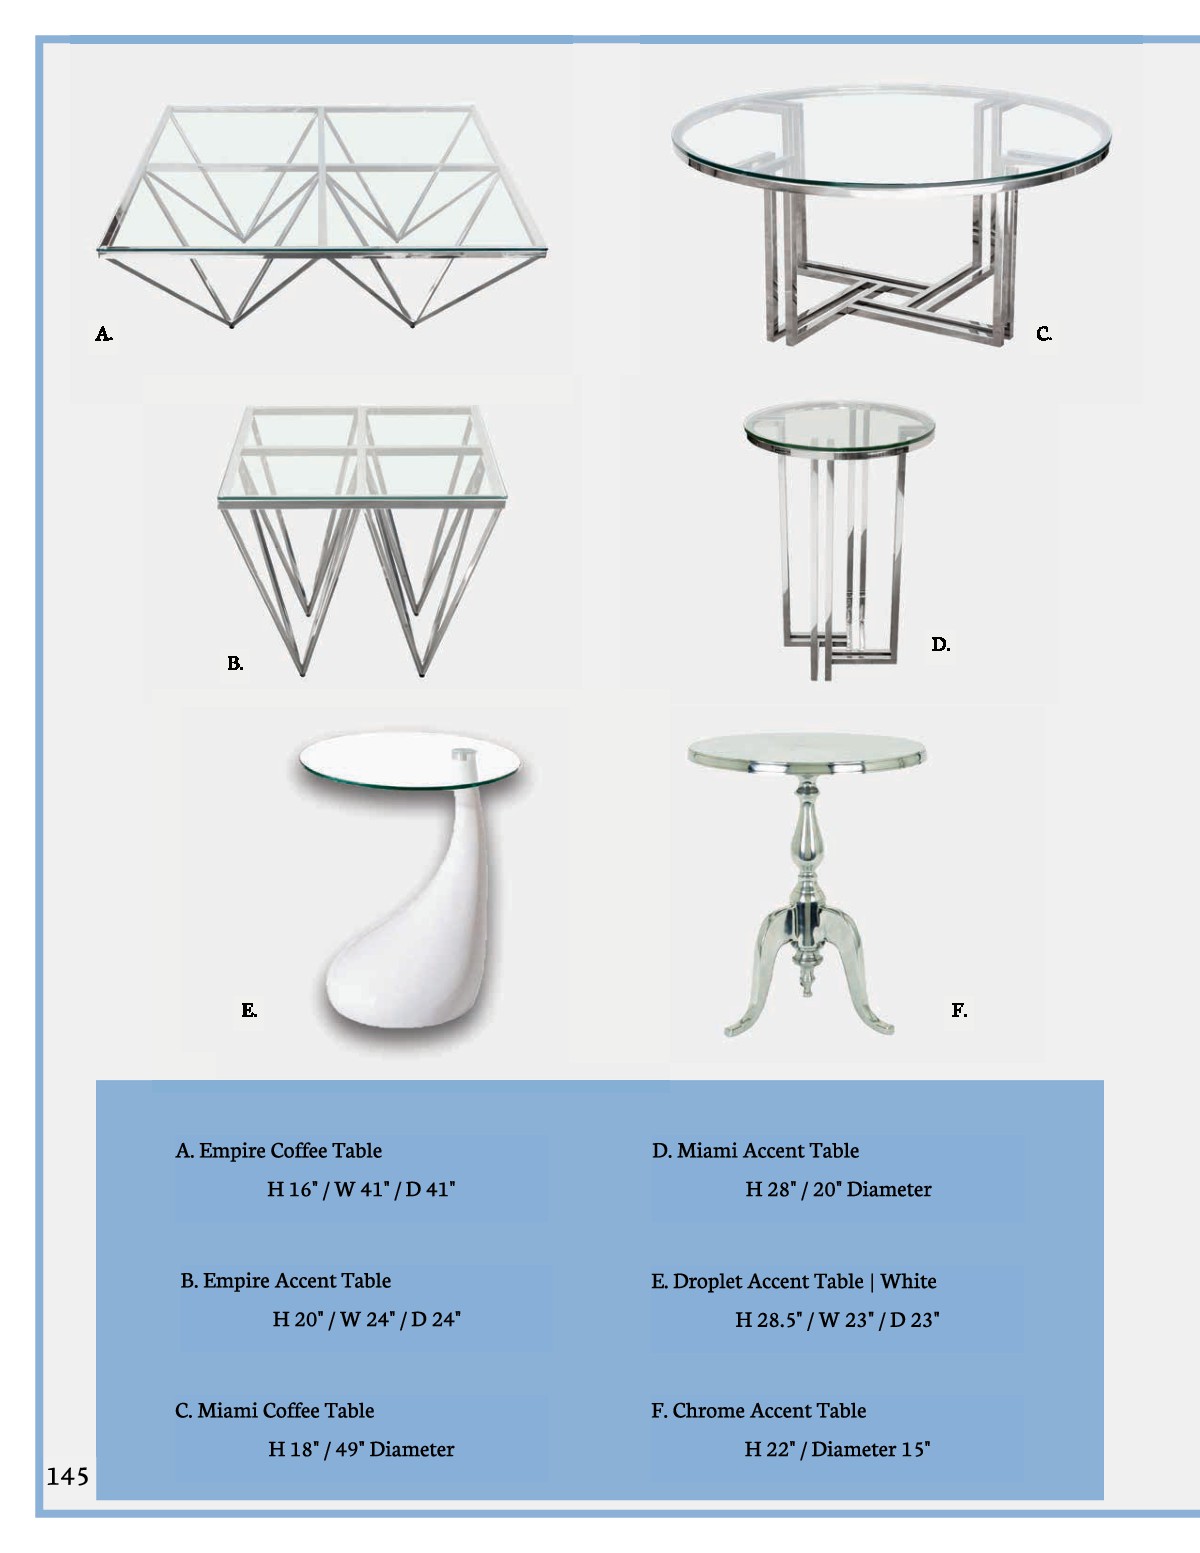 A.
C.
B.
D.
E.
F.
A. Empire Coffee Table
H 16" / W 41" / D 41"
B. Empire Accent Table
H 20" / W 24" / D 24"
C. Miami Coffee Table
H 18" / 49" Diameter
D. Miami Accent Table
H 28" / 20" Diameter
E. Droplet Accent Table | White
H 28.5" / W 23" / D 23"
F. Chrome Accent Table
H 22" / Diameter 15"
145